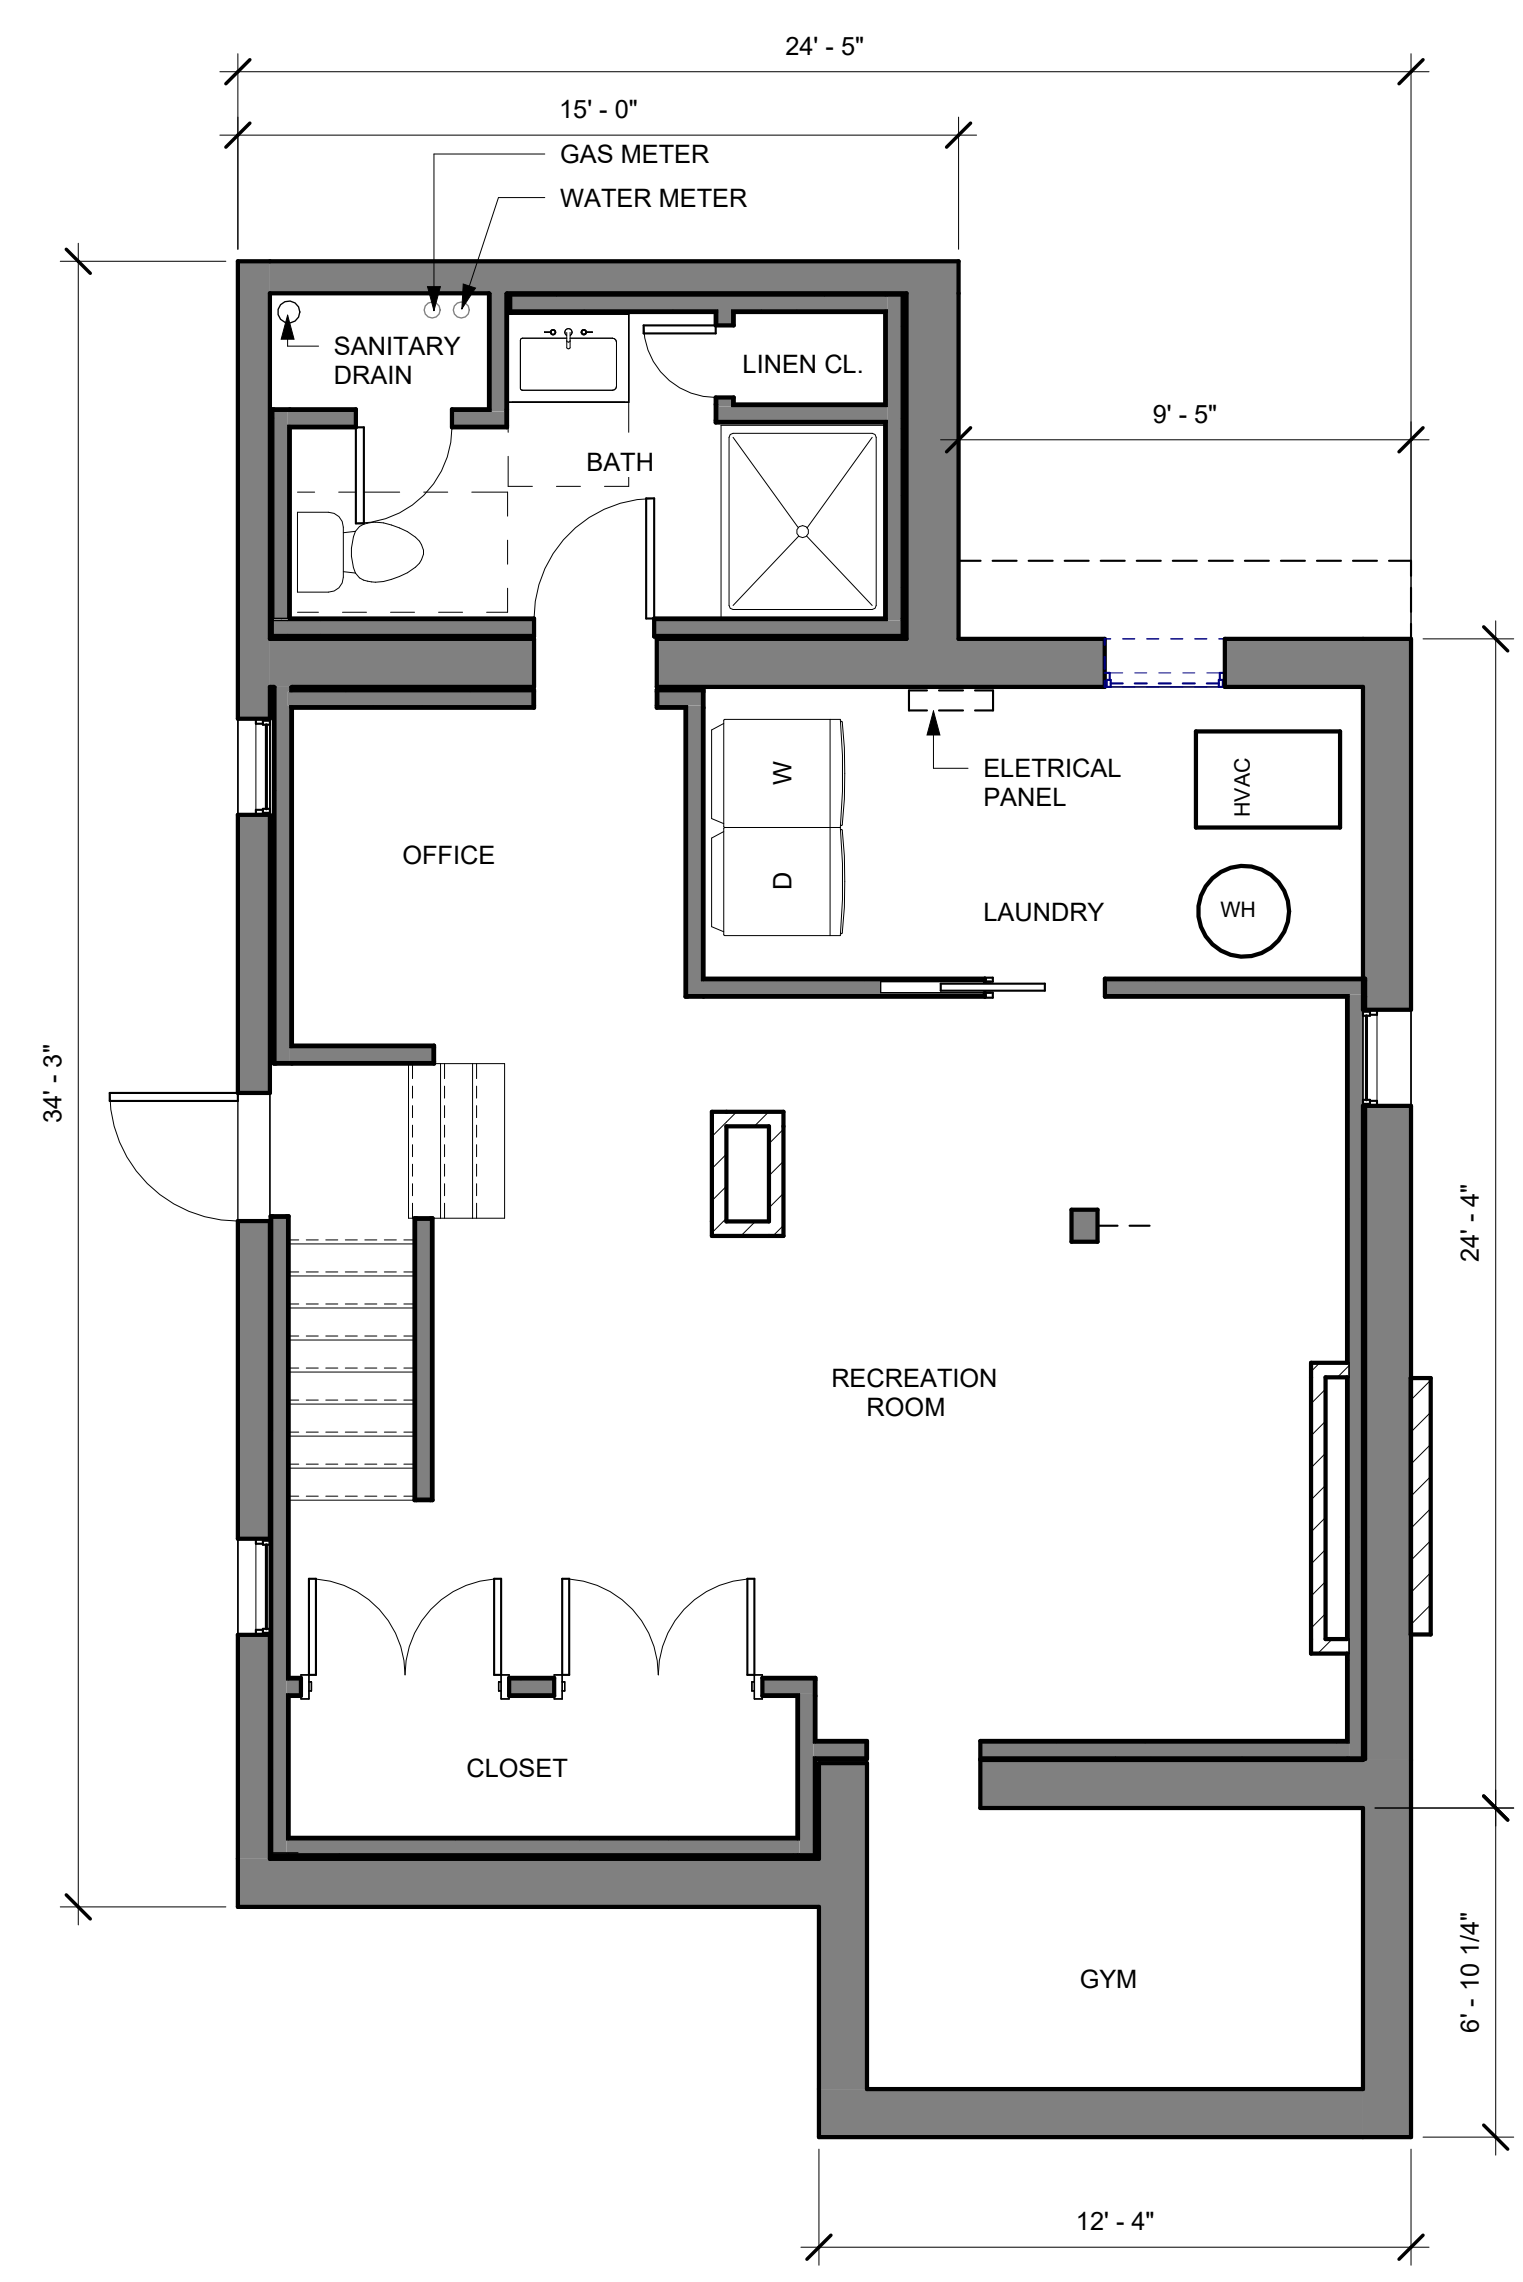 24' - 5"
15' - 0"
GAS METER
WATER METER
SANITARY
DRAIN
LINEN CL.
9' - 5"
BATH
W
ELETRICAL
PANEL
HVAC
OFFICE
D
LAUNDRY
WH
34' - 3"
24' - 4"
RECREATION
ROOM
CLOSET
GYM
6' - 10 1/4"
12' - 4"